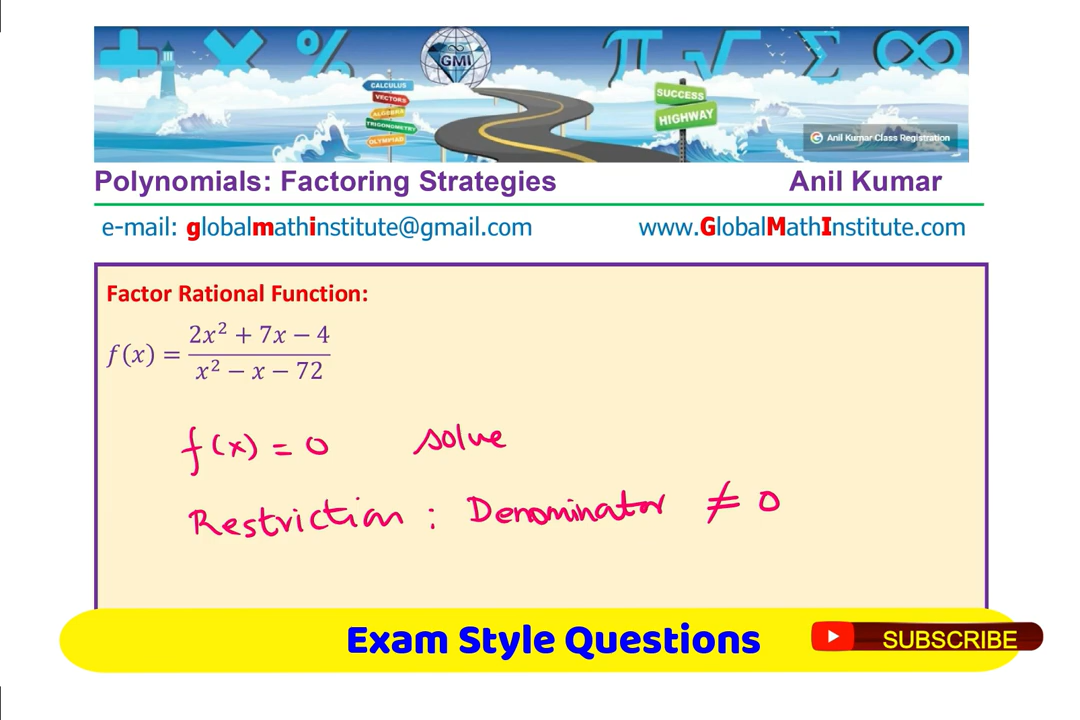 GMI
CALCULUS
VECTORS
ALGEBRA
TRIGONOMETRY
OLYMPIAD
SUCCESS
HIGHWAY
Anil Kumar Class Registration
Polynomials: Factoring Strategies Anil Kumar
e-mail: globalmathinstitute@gmail.com www.GlobalMathInstitute.com
Factor Rational Function:
f(x) = (2x² + 7x − 4)/(x² − x − 72)
f(x) = 0 solve
Restriction : Denominator ≠ 0
Exam Style Questions
SUBSCRIBE